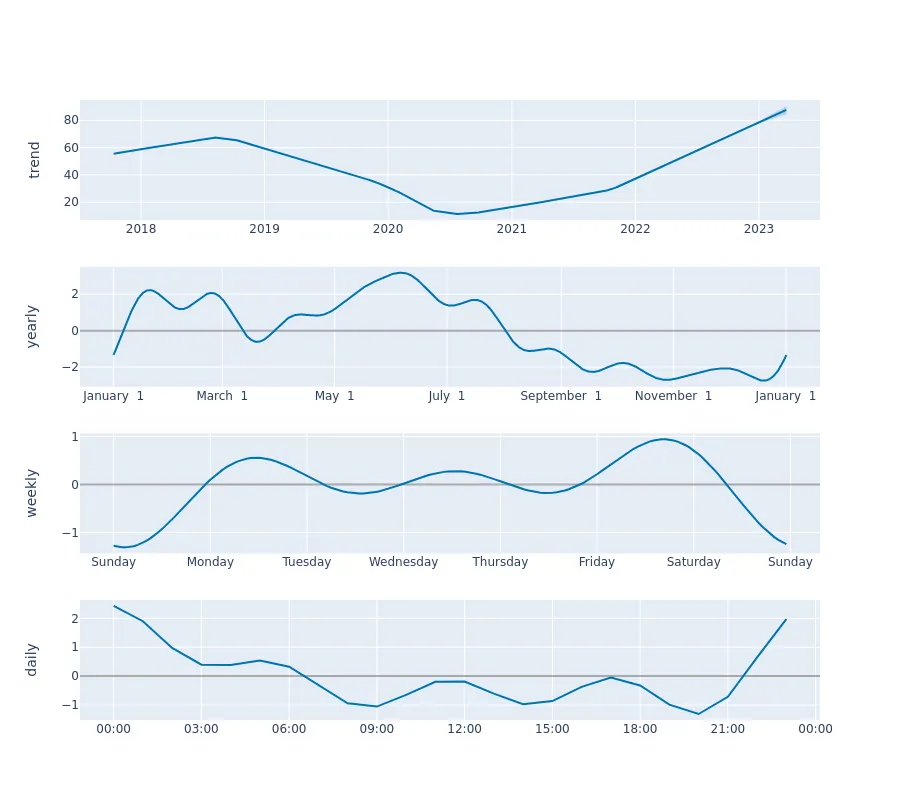 80
60
40
20
trend
2018 2019 2020 2021 2022 2023
2
0
−2
yearly
January 1 March 1 May 1 July 1 September 1 November 1 January 1
1
0
−1
weekly
Sunday Monday Tuesday Wednesday Thursday Friday Saturday Sunday
2
1
0
−1
daily
00:00 03:00 06:00 09:00 12:00 15:00 18:00 21:00 00:00